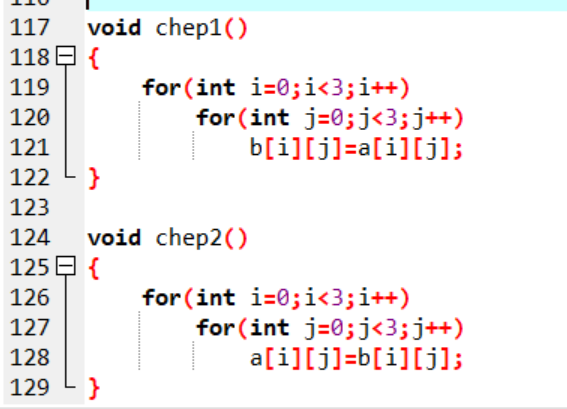 117 void chep1()
118 {
119 for(int i=0;i<3;i++)
120 for(int j=0;j<3;j++)
121 b[i][j]=a[i][j];
122 }
123
124 void chep2()
125 {
126 for(int i=0;i<3;i++)
127 for(int j=0;j<3;j++)
128 a[i][j]=b[i][j];
129 }